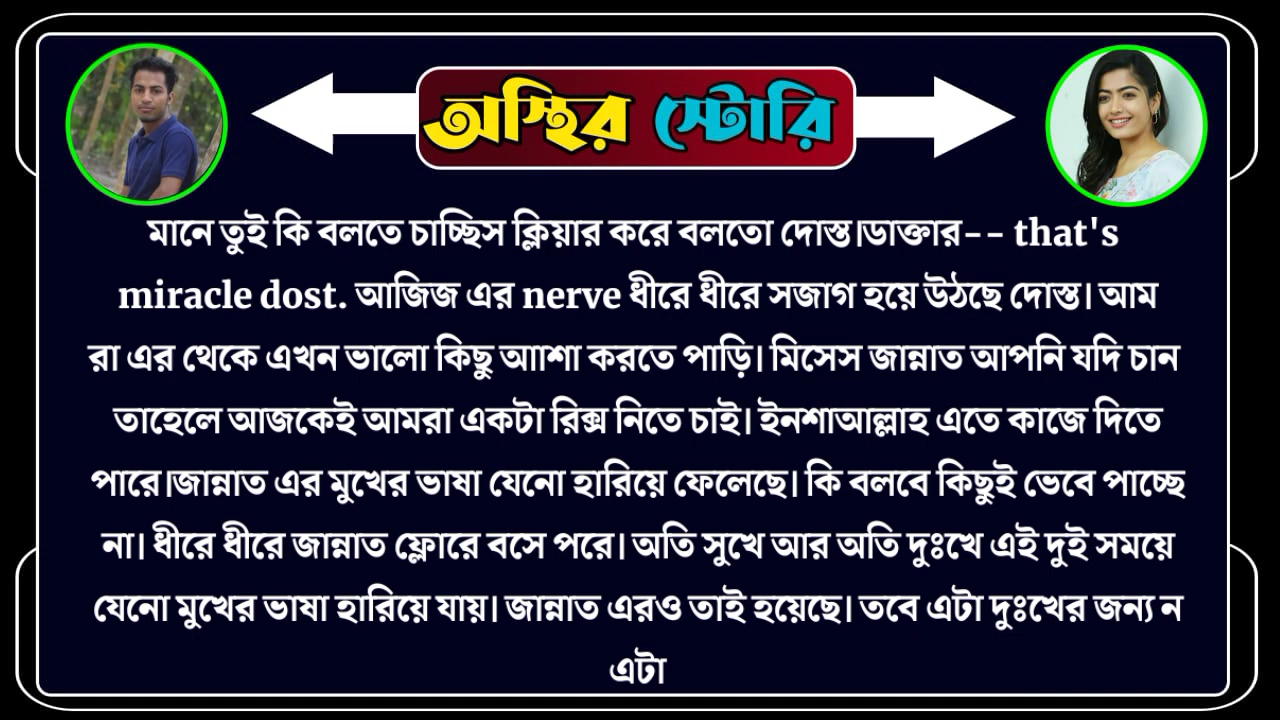 অস্থির স্টোরি
মানে তুই কি বলতে চাচ্ছিস ক্লিয়ার করে বলতো দোস্ত।ডাক্তার-- that's
miracle dost. আজিজ এর nerve ধীরে ধীরে সজাগ হয়ে উঠছে দোস্ত। আম
রা এর থেকে এখন ভালো কিছু আাশা করতে পাড়ি। মিসেস জান্নাত আপনি যদি চান
তাহেলে আজকেই আমরা একটা রিক্স নিতে চাই। ইনশাআল্লাহ এতে কাজে দিতে
পারে।জান্নাত এর মুখের ভাষা যেনো হারিয়ে ফেলেছে। কি বলবে কিছুই ভেবে পাচ্ছে
না। ধীরে ধীরে জান্নাত ফ্লোরে বসে পরে। অতি সুখে আর অতি দুঃখে এই দুই সময়ে
যেনো মুখের ভাষা হারিয়ে যায়। জান্নাত এরও তাই হয়েছে। তবে এটা দুঃখের জন্য ন
এটা